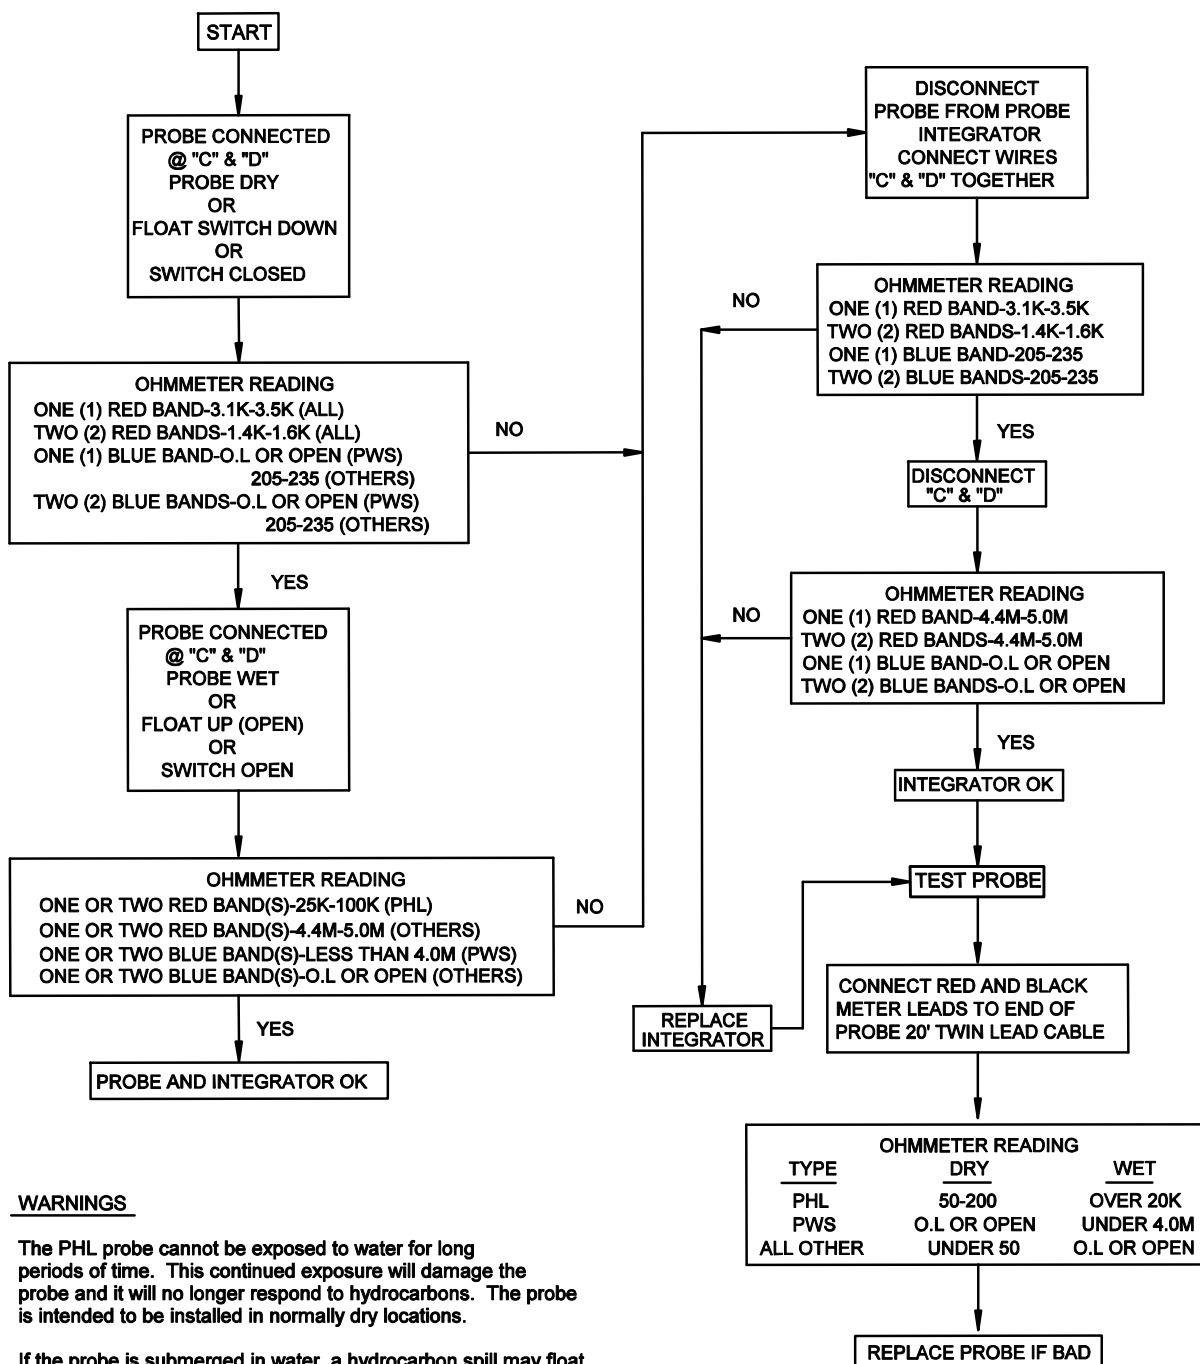 START
PROBE CONNECTED
@ "C" & "D"
PROBE DRY
OR
FLOAT SWITCH DOWN
OR
SWITCH CLOSED
OHMMETER READING
ONE (1) RED BAND-3.1K-3.5K (ALL)
TWO (2) RED BANDS-1.4K-1.6K (ALL)
ONE (1) BLUE BAND-O.L OR OPEN (PWS)
205-235 (OTHERS)
TWO (2) BLUE BANDS-O.L OR OPEN (PWS)
205-235 (OTHERS)
NO
YES
PROBE CONNECTED
@ "C" & "D"
PROBE WET
OR
FLOAT UP (OPEN)
OR
SWITCH OPEN
OHMMETER READING
ONE OR TWO RED BAND(S)-25K-100K (PHL)
ONE OR TWO RED BAND(S)-4.4M-5.0M (OTHERS)
ONE OR TWO BLUE BAND(S)-LESS THAN 4.0M (PWS)
ONE OR TWO BLUE BAND(S)-O.L OR OPEN (OTHERS)
NO
YES
PROBE AND INTEGRATOR OK
DISCONNECT
PROBE FROM PROBE
INTEGRATOR
CONNECT WIRES
"C" & "D" TOGETHER
OHMMETER READING
ONE (1) RED BAND-3.1K-3.5K
TWO (2) RED BANDS-1.4K-1.6K
ONE (1) BLUE BAND-205-235
TWO (2) BLUE BANDS-205-235
NO
YES
DISCONNECT
"C" & "D"
OHMMETER READING
ONE (1) RED BAND-4.4M-5.0M
TWO (2) RED BANDS-4.4M-5.0M
ONE (1) BLUE BAND-O.L OR OPEN
TWO (2) BLUE BANDS-O.L OR OPEN
NO
YES
INTEGRATOR OK
TEST PROBE
REPLACE
INTEGRATOR
CONNECT RED AND BLACK
METER LEADS TO END OF
PROBE 20' TWIN LEAD CABLE
OHMMETER READING
TYPE DRY WET
PHL 50-200 OVER 20K
PWS O.L OR OPEN UNDER 4.0M
ALL OTHER UNDER 50 O.L OR OPEN
REPLACE PROBE IF BAD
WARNINGS
The PHL probe cannot be exposed to water for long
periods of time. This continued exposure will damage the
probe and it will no longer respond to hydrocarbons. The probe
is intended to be installed in normally dry locations.
If the probe is submerged in water, a hydrocarbon spill may float